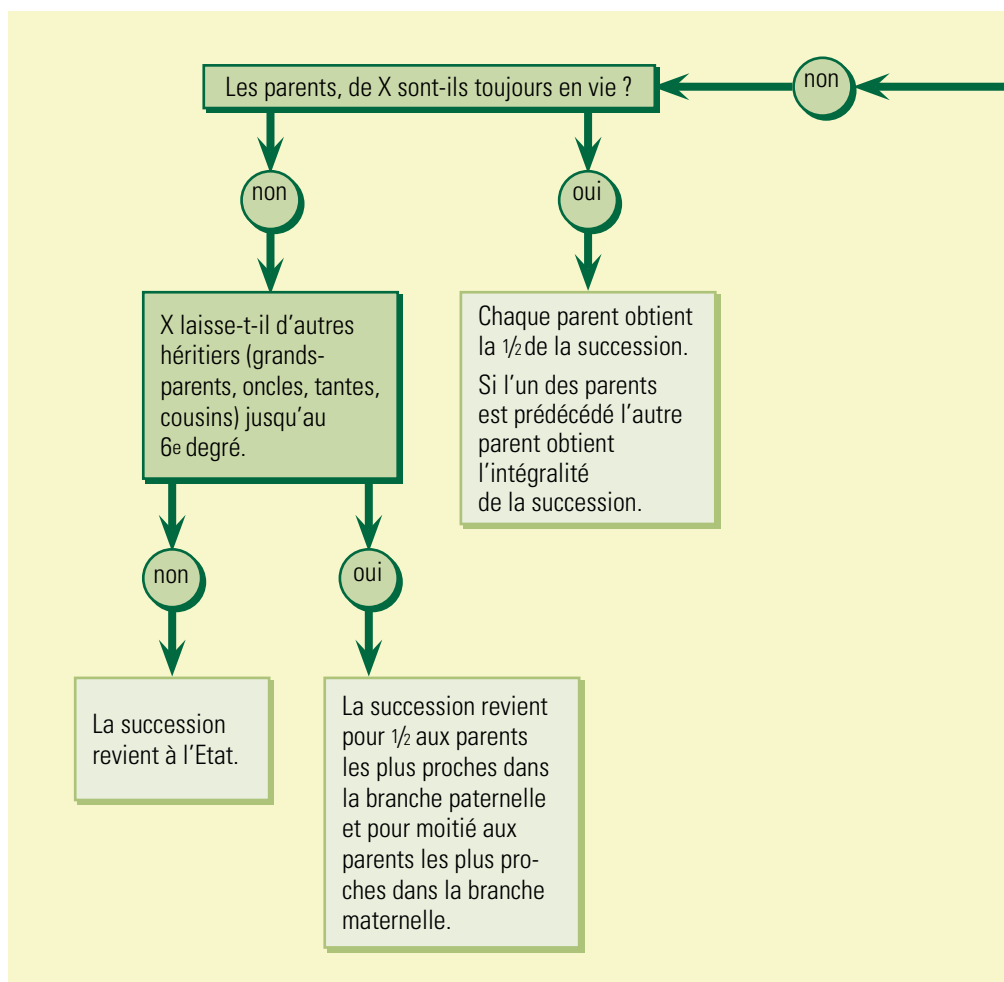 Les parents, de X sont-ils toujours en vie ?
non
non
oui
X laisse-t-il d'autres
héritiers (grands-
parents, oncles, tantes,
cousins) jusqu'au
6e degré.
Chaque parent obtient
la 1/2 de la succession.
Si l'un des parents
est prédécédé l'autre
parent obtient
l'intégralité
de la succession.
non
oui
La succession
revient à l'Etat.
La succession revient
pour 1/2 aux parents
les plus proches dans
la branche paternelle
et pour moitié aux
parents les plus pro-
ches dans la branche
maternelle.